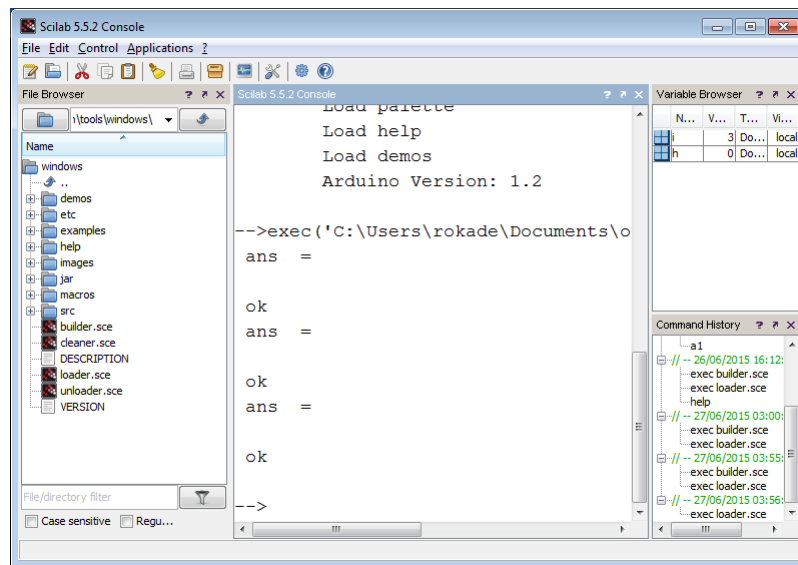 Scilab 5.5.2 Console
File Edit Control Applications ?
File Browser ? ↗ ✕
\tools\windows\
Name
windows
..
demos
etc
examples
help
images
jar
macros
src
builder.sce
cleaner.sce
DESCRIPTION
loader.sce
unloader.sce
VERSION
File/directory filter
Case sensitive Regu...
Scilab 5.5.2 Console ? ↗ ✕
Load palette
Load help
Load demos
Arduino Version: 1.2
-->exec('C:\Users\rokade\Documents\o
ans =
ok
ans =
ok
ans =
ok
-->
Variable Browser ? ↗ ✕
N... V... T... Vi...
i 3 Do... local
h 0 Do... local
Command History ? ↗ ✕
a1
// -- 26/06/2015 16:12:
exec builder.sce
exec loader.sce
help
// -- 27/06/2015 03:00:
exec builder.sce
exec loader.sce
// -- 27/06/2015 03:55:
exec builder.sce
exec loader.sce
// -- 27/06/2015 03:56:
exec loader.sce